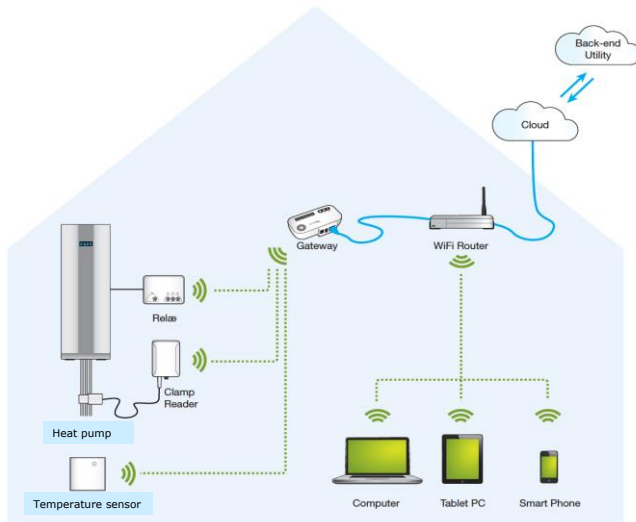 Back-end
Utility
Cloud
Gateway
WiFi Router
Relæ
Clamp
Reader
Heat pump
Temperature sensor
Computer
Tablet PC
Smart Phone